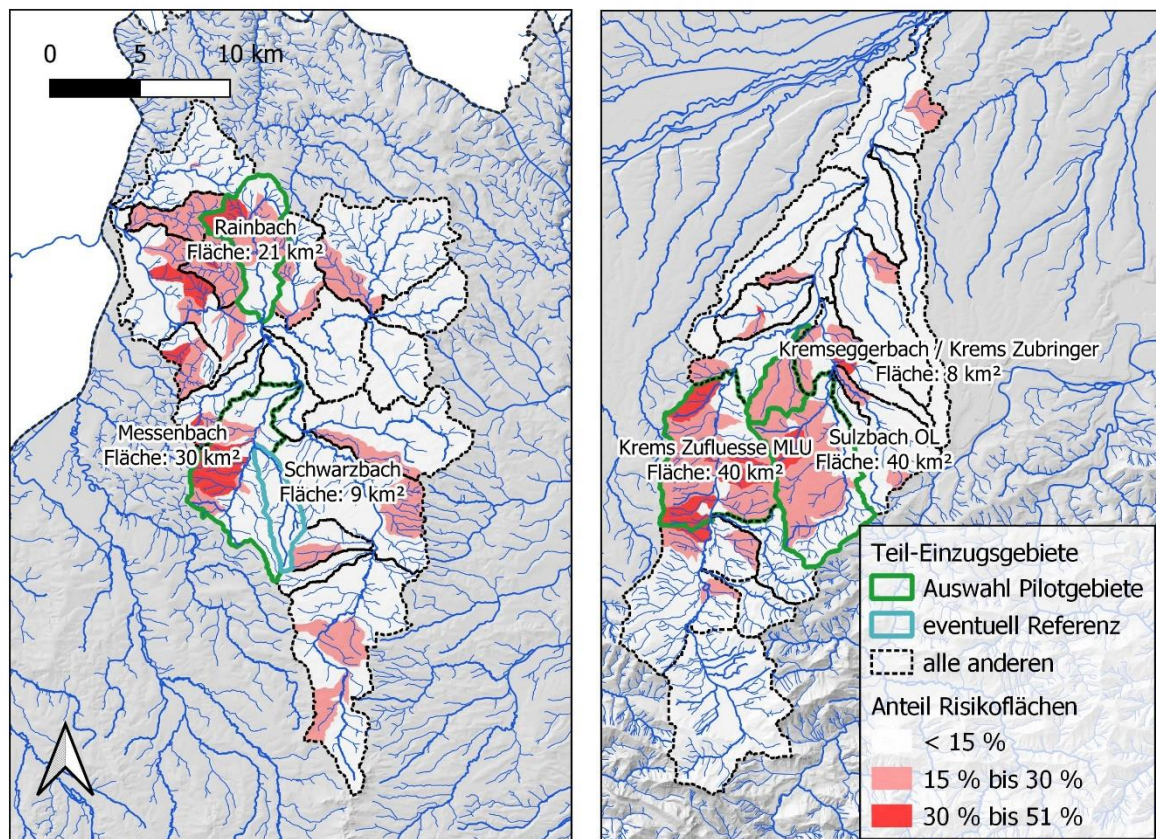 0 5 10 km
Rainbach
Fläche: 21 km²
Messenbach
Fläche: 30 km²
Schwarzbach
Fläche: 9 km²
Kremseggerbach / Krems Zubringer
Fläche: 8 km²
Krems Zuflusse MLU
Fläche: 40 km²
Sulzbach OL
Fläche: 40 km²
Teil-Einzugsgebiete
Auswahl Pilotgebiete
eventuell Referenz
alle anderen
Anteil Risikoflächen
< 15 %
15 % bis 30 %
30 % bis 51 %